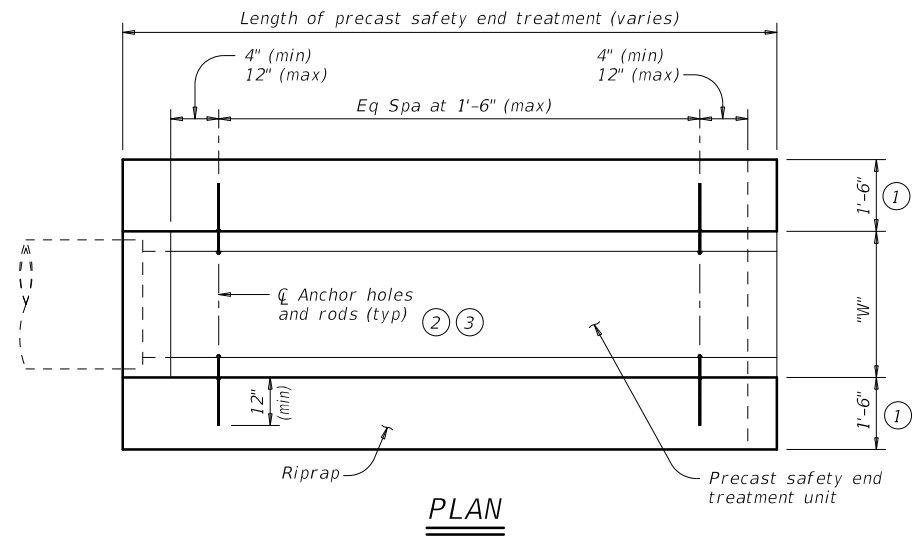 Length of precast safety end treatment (varies)
4" (min)
12" (max)
4" (min)
12" (max)
Eq Spa at 1'-6" (max)
1'-6"
1
℄ Anchor holes
and rods (typ)
2 3
"W"
12"
(min)
1'-6"
1
Riprap
Precast safety end
treatment unit
PLAN